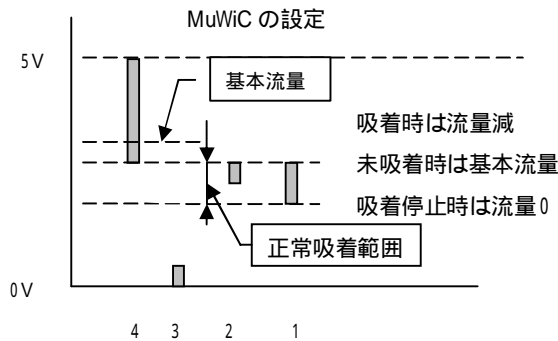 MuWiC の設定
5V
基本流量
吸着時は流量減
未吸着時は基本流量
吸着停止時は流量0
正常吸着範囲
0V
4 3 2 1